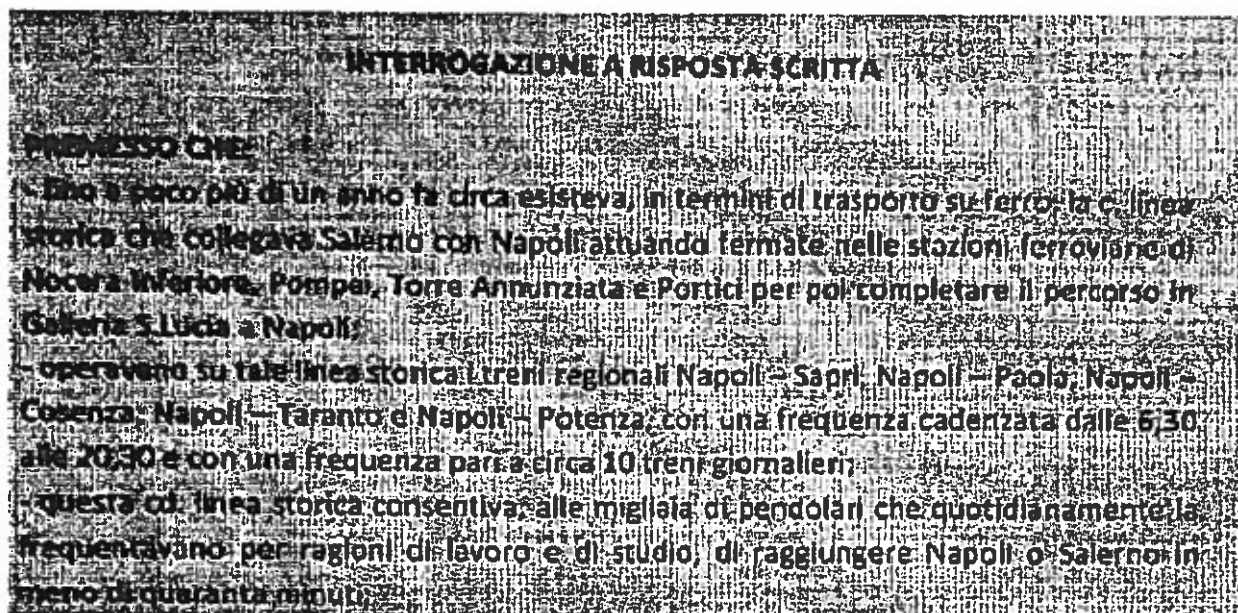 INTERROGAZIONE A RISPOSTA SCRITTA
PREMESSO CHE:
- fino a poco più di un anno fa circa esisteva, in termini di trasporto su ferro, la c. linea
storica che collegava Salerno con Napoli attuando fermate nelle stazioni ferroviarie di
Nocera Inferiore, Pompei, Torre Annunziata e Portici per poi completare il percorso in
Galleria S.Lucia a Napoli;
- operavano su tale linea storica i treni regionali Napoli – Sapri, Napoli – Paola, Napoli –
Cosenza, Napoli – Taranto e Napoli – Potenza, con una frequenza cadenzata dalle 6,30
alle 20,30 e con una frequenza pari a circa 10 treni giornalieri;
- questa cd. linea storica consentiva, alle migliaia di pendolari che quotidianamente la
frequentavano per ragioni di lavoro e di studio, di raggiungere Napoli o Salerno in
meno di quaranta minuti;